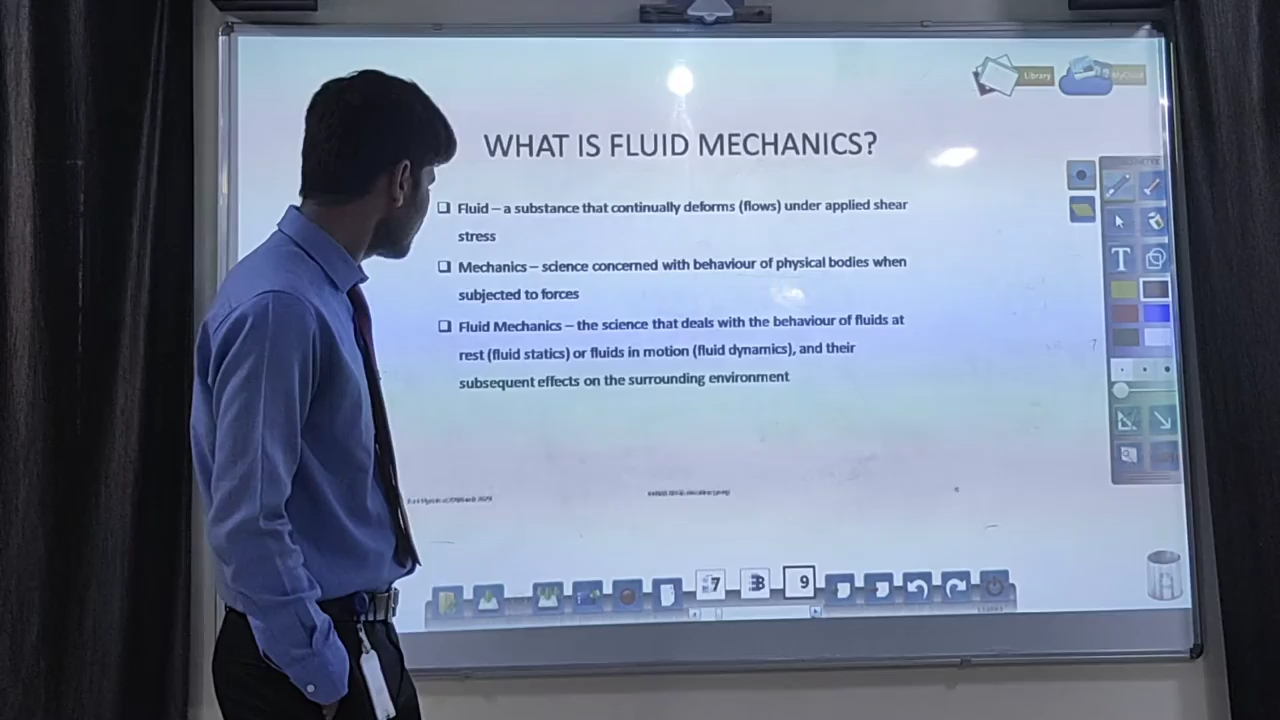 Library
MyCloud
WHAT IS FLUID MECHANICS?
Fluid – a substance that continually deforms (flows) under applied shear
stress
Mechanics – science concerned with behaviour of physical bodies when
subjected to forces
Fluid Mechanics – the science that deals with the behaviour of fluids at
rest (fluid statics) or fluids in motion (fluid dynamics), and their
subsequent effects on the surrounding environment
T
7
9